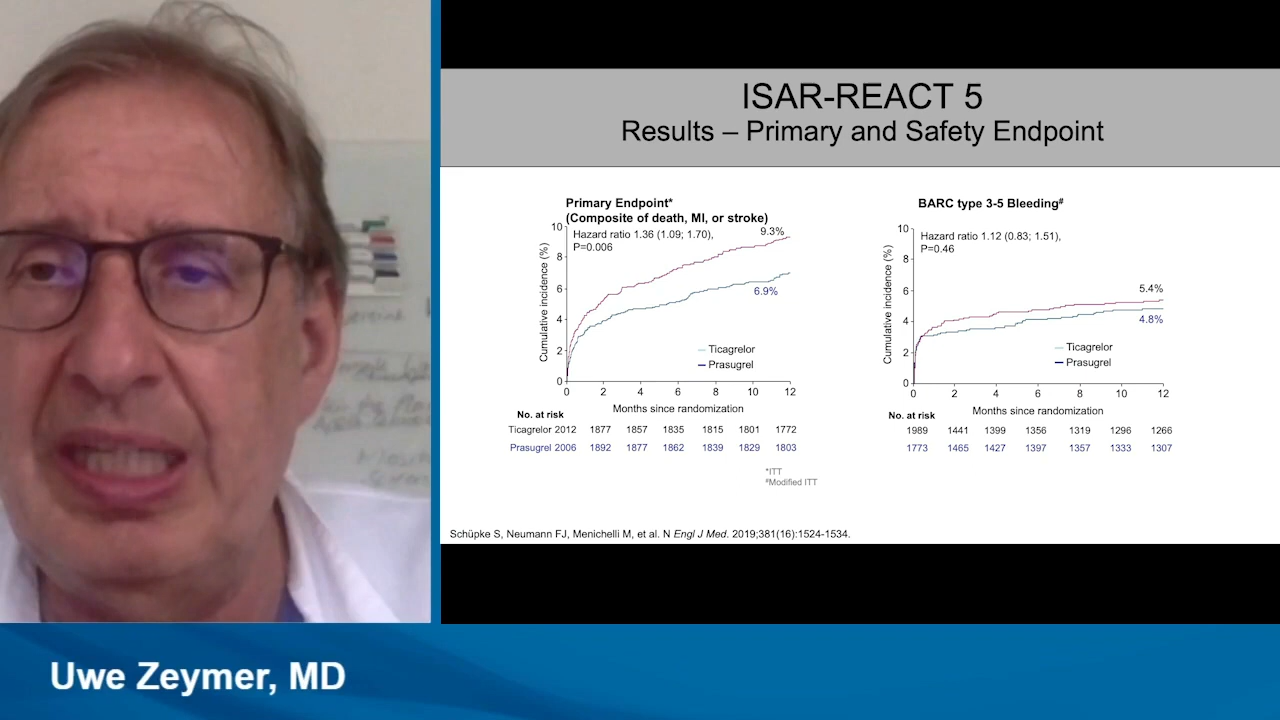 ISAR-REACT 5
Results – Primary and Safety Endpoint
Primary Endpoint*
(Composite of death, MI, or stroke)
Hazard ratio 1.36 (1.09; 1.70),
P=0.006
9.3%
6.9%
Cumulative incidence (%)
10
8
6
4
2
0
Ticagrelor
Prasugrel
0 2 4 6 8 10 12
Months since randomization
No. at risk
Ticagrelor 2012 1877 1857 1835 1815 1801 1772
Prasugrel 2006 1892 1877 1862 1839 1829 1803
BARC type 3-5 Bleeding#
Hazard ratio 1.12 (0.83; 1.51),
P=0.46
5.4%
4.8%
Cumulative incidence (%)
10
8
6
4
2
0
Ticagrelor
Prasugrel
0 2 4 6 8 10 12
Months since randomization
No. at risk
1989 1441 1399 1356 1319 1296 1266
1773 1465 1427 1397 1357 1333 1307
*ITT
#Modified ITT
Schüpke S, Neumann FJ, Menichelli M, et al. N Engl J Med. 2019;381(16):1524-1534.
Uwe Zeymer, MD